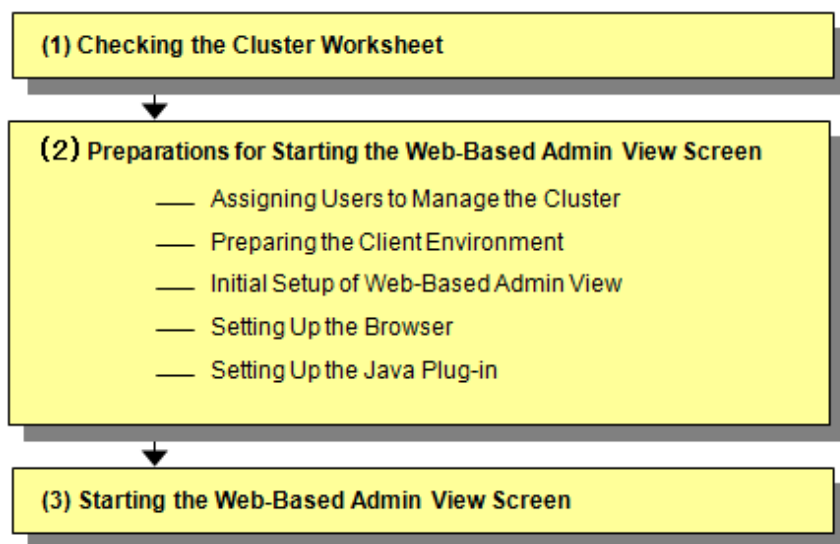 (1) Checking the Cluster Worksheet
(2) Preparations for Starting the Web-Based Admin View Screen
Assigning Users to Manage the Cluster
Preparing the Client Environment
Initial Setup of Web-Based Admin View
Setting Up the Browser
Setting Up the Java Plug-in
(3) Starting the Web-Based Admin View Screen